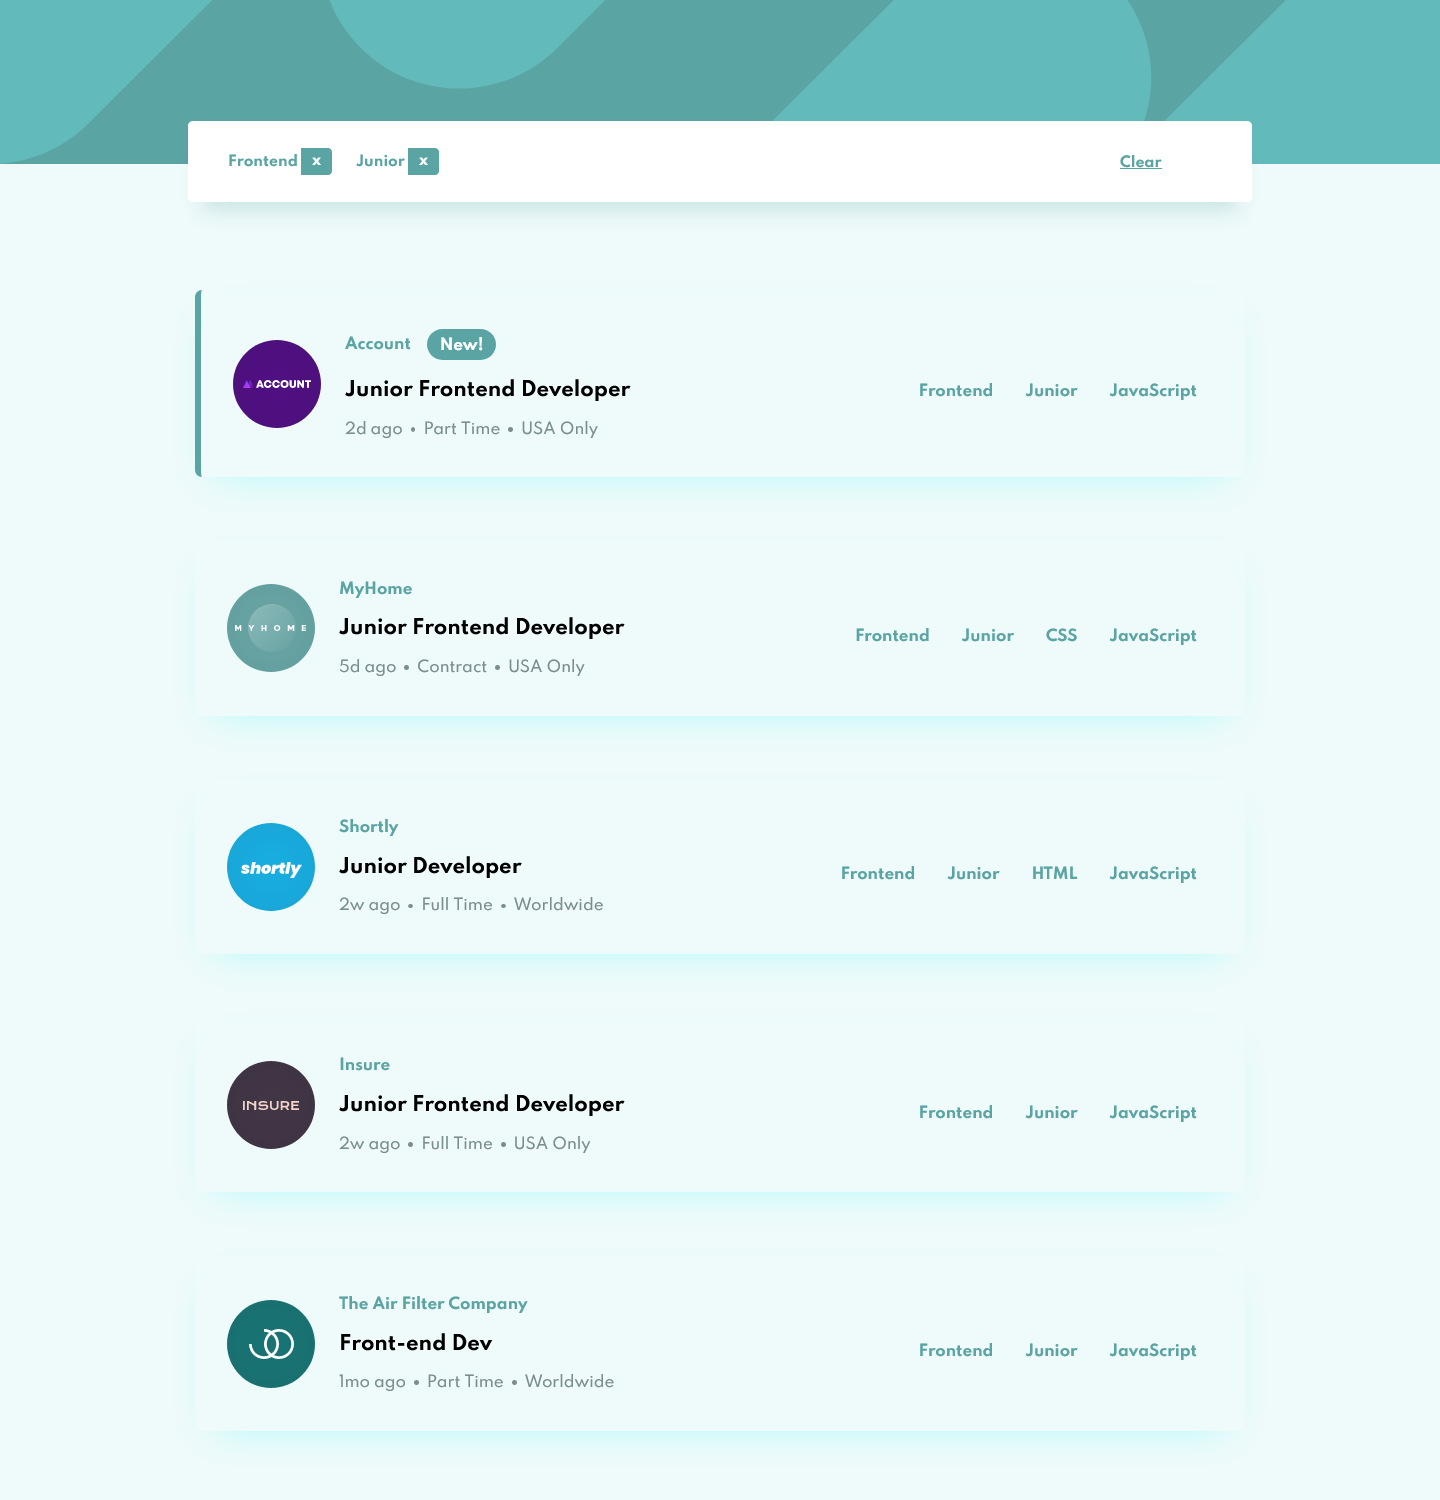 Frontend x Junior x Clear
Account New!
ACCOUNT
Junior Frontend Developer
Frontend Junior JavaScript
2d ago • Part Time • USA Only
MyHome
MYHOME
Junior Frontend Developer
Frontend Junior CSS JavaScript
5d ago • Contract • USA Only
Shortly
shortly
Junior Developer
Frontend Junior HTML JavaScript
2w ago • Full Time • Worldwide
Insure
INSURE
Junior Frontend Developer
Frontend Junior JavaScript
2w ago • Full Time • USA Only
The Air Filter Company
Front-end Dev
Frontend Junior JavaScript
1mo ago • Part Time • Worldwide